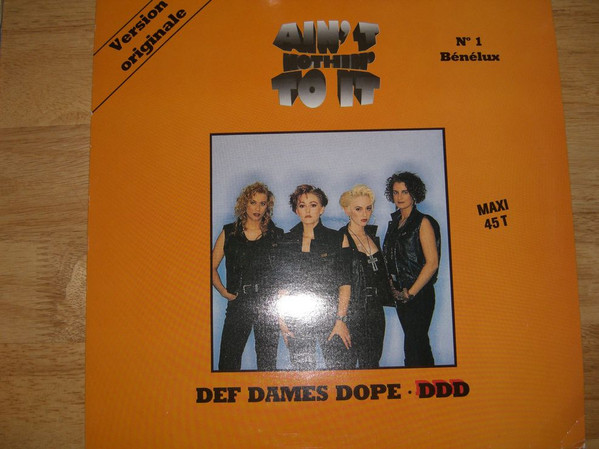 Version
originale
AIN'T
NOTHIN'
TO IT
N° 1
Bénélux
MAXI
45 T
DEF DAMES DOPE · DDD